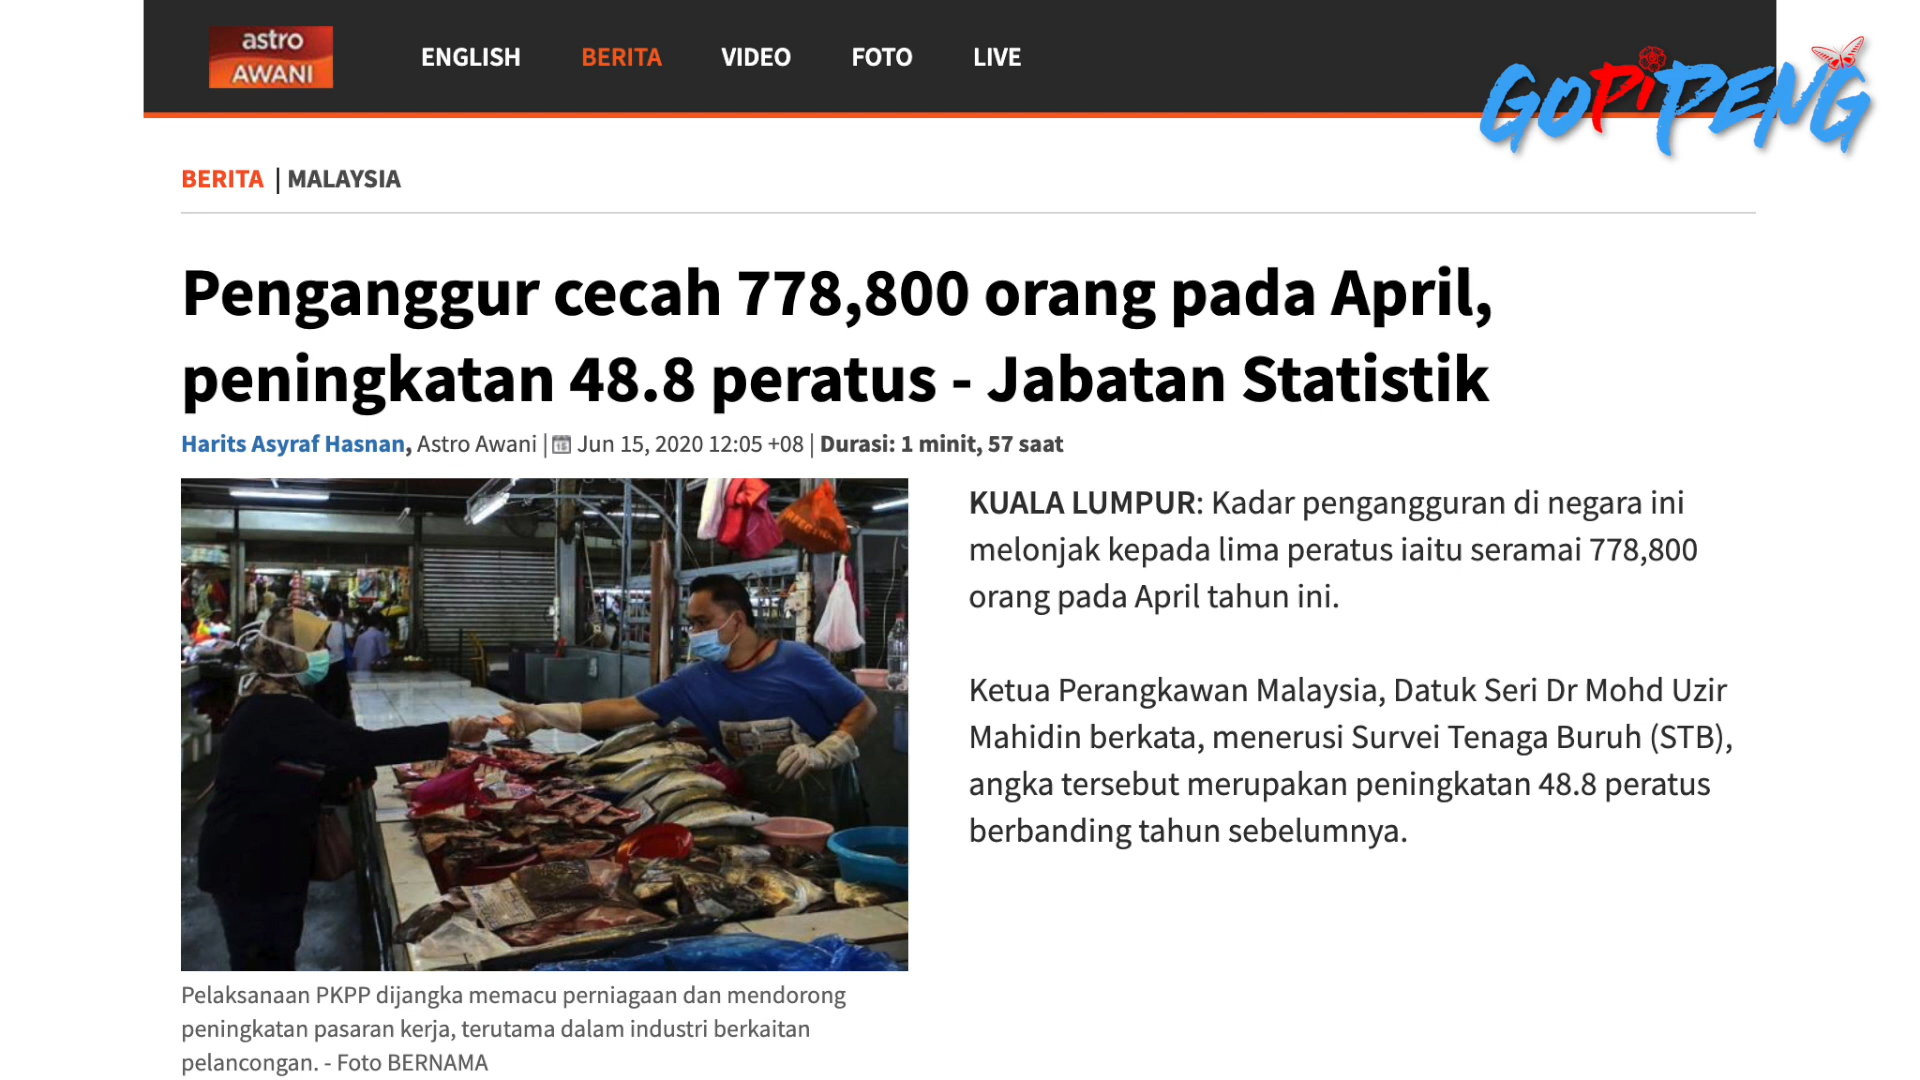 astro
AWANI
ENGLISH BERITA VIDEO FOTO LIVE
GOPIPENG
BERITA | MALAYSIA
Penganggur cecah 778,800 orang pada April,
peningkatan 48.8 peratus - Jabatan Statistik
Harits Asyraf Hasnan, Astro Awani | Jun 15, 2020 12:05 +08 | Durasi: 1 minit, 57 saat
KUALA LUMPUR: Kadar pengangguran di negara ini
melonjak kepada lima peratus iaitu seramai 778,800
orang pada April tahun ini.
Ketua Perangkawan Malaysia, Datuk Seri Dr Mohd Uzir
Mahidin berkata, menerusi Survei Tenaga Buruh (STB),
angka tersebut merupakan peningkatan 48.8 peratus
berbanding tahun sebelumnya.
Pelaksanaan PKPP dijangka memacu perniagaan dan mendorong
peningkatan pasaran kerja, terutama dalam industri berkaitan
pelancongan. - Foto BERNAMA